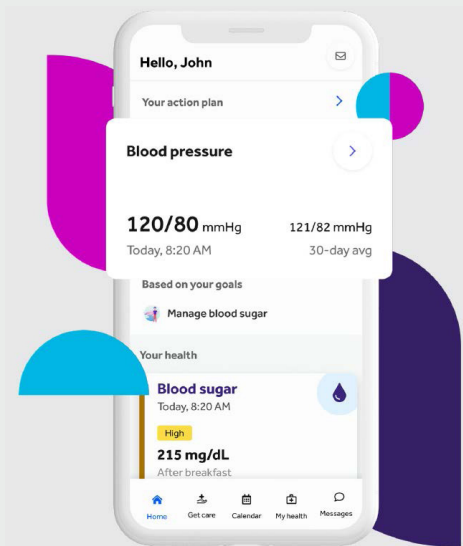 Hello, John
Your action plan
Blood pressure
120/80 mmHg
121/82 mmHg
Today, 8:20 AM
30-day avg
Based on your goals
Manage blood sugar
Your health
Blood sugar
Today, 8:20 AM
High
215 mg/dL
After breakfast
Home
Get care
Calendar
My health
Messages